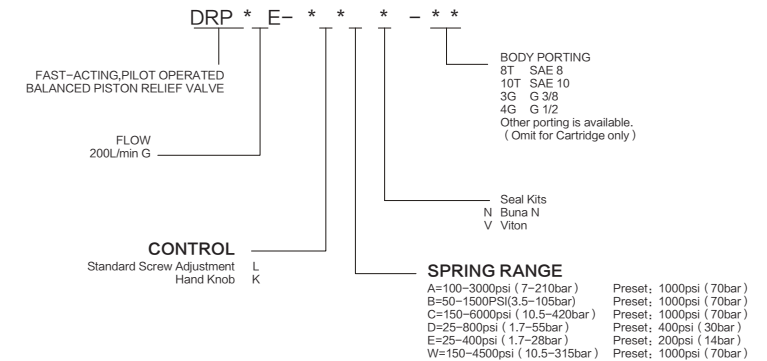 DRP * E- * * * - * *
FAST-ACTING,PILOT OPERATED
BALANCED PISTON RELIEF VALVE
FLOW
200L/min G
CONTROL
Standard Screw Adjustment L
Hand Knob K
BODY PORTING
8T SAE 8
10T SAE 10
3G G 3/8
4G G 1/2
Other porting is available.
(Omit for Cartridge only)
Seal Kits
N Buna N
V Viton
SPRING RANGE
A=100-3000psi(7-210bar) Preset:1000psi(70bar)
B=50-1500PSI(3.5-105bar) Preset:1000psi(70bar)
C=150-6000psi(10.5-420bar) Preset:1000psi(70bar)
D=25-800psi(1.7-55bar) Preset:400psi(30bar)
E=25-400psi(1.7-28bar) Preset:200psi(14bar)
W=150-4500psi(10.5-315bar) Preset:1000psi(70bar)